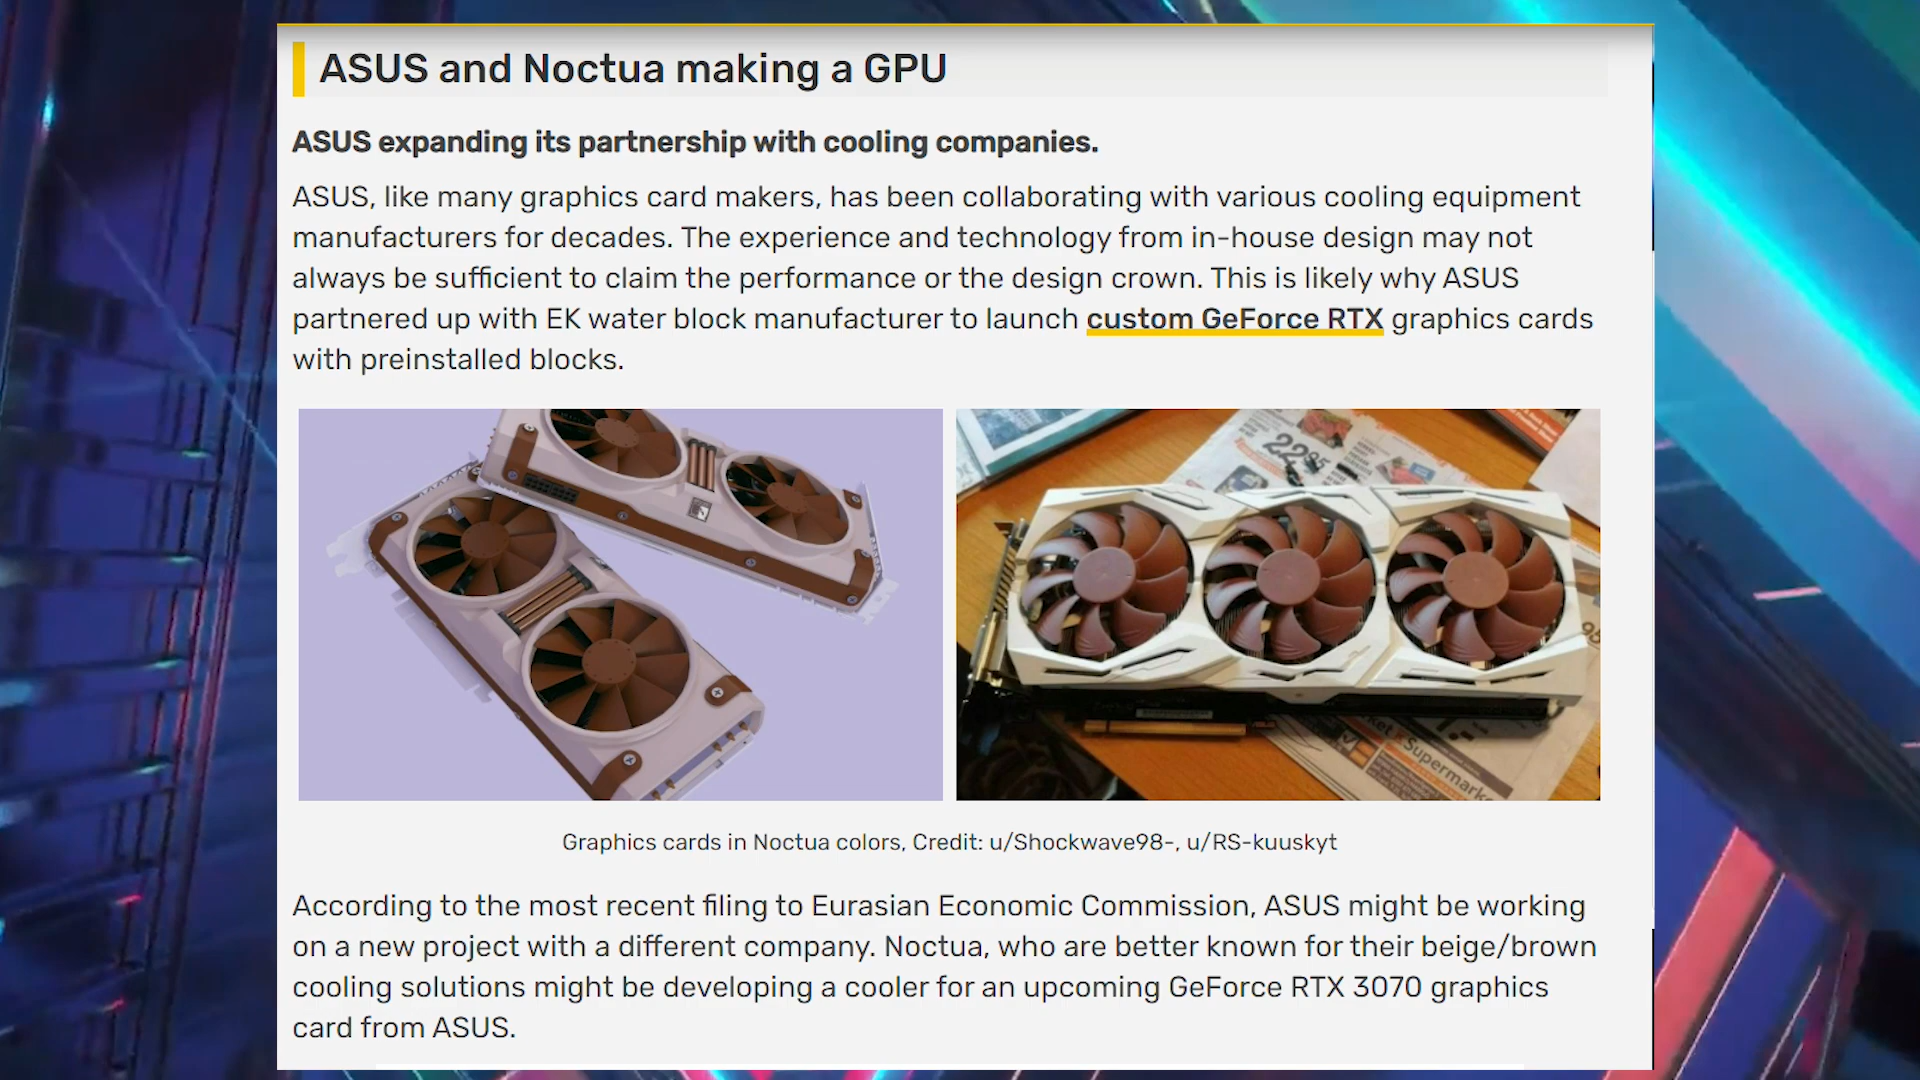 ASUS and Noctua making a GPU
ASUS expanding its partnership with cooling companies.
ASUS, like many graphics card makers, has been collaborating with various cooling equipment
manufacturers for decades. The experience and technology from in-house design may not
always be sufficient to claim the performance or the design crown. This is likely why ASUS
partnered up with EK water block manufacturer to launch custom GeForce RTX graphics cards
with preinstalled blocks.
2295
Supermark
Graphics cards in Noctua colors, Credit: u/Shockwave98-, u/RS-kuuskyt
According to the most recent filing to Eurasian Economic Commission, ASUS might be working
on a new project with a different company. Noctua, who are better known for their beige/brown
cooling solutions might be developing a cooler for an upcoming GeForce RTX 3070 graphics
card from ASUS.